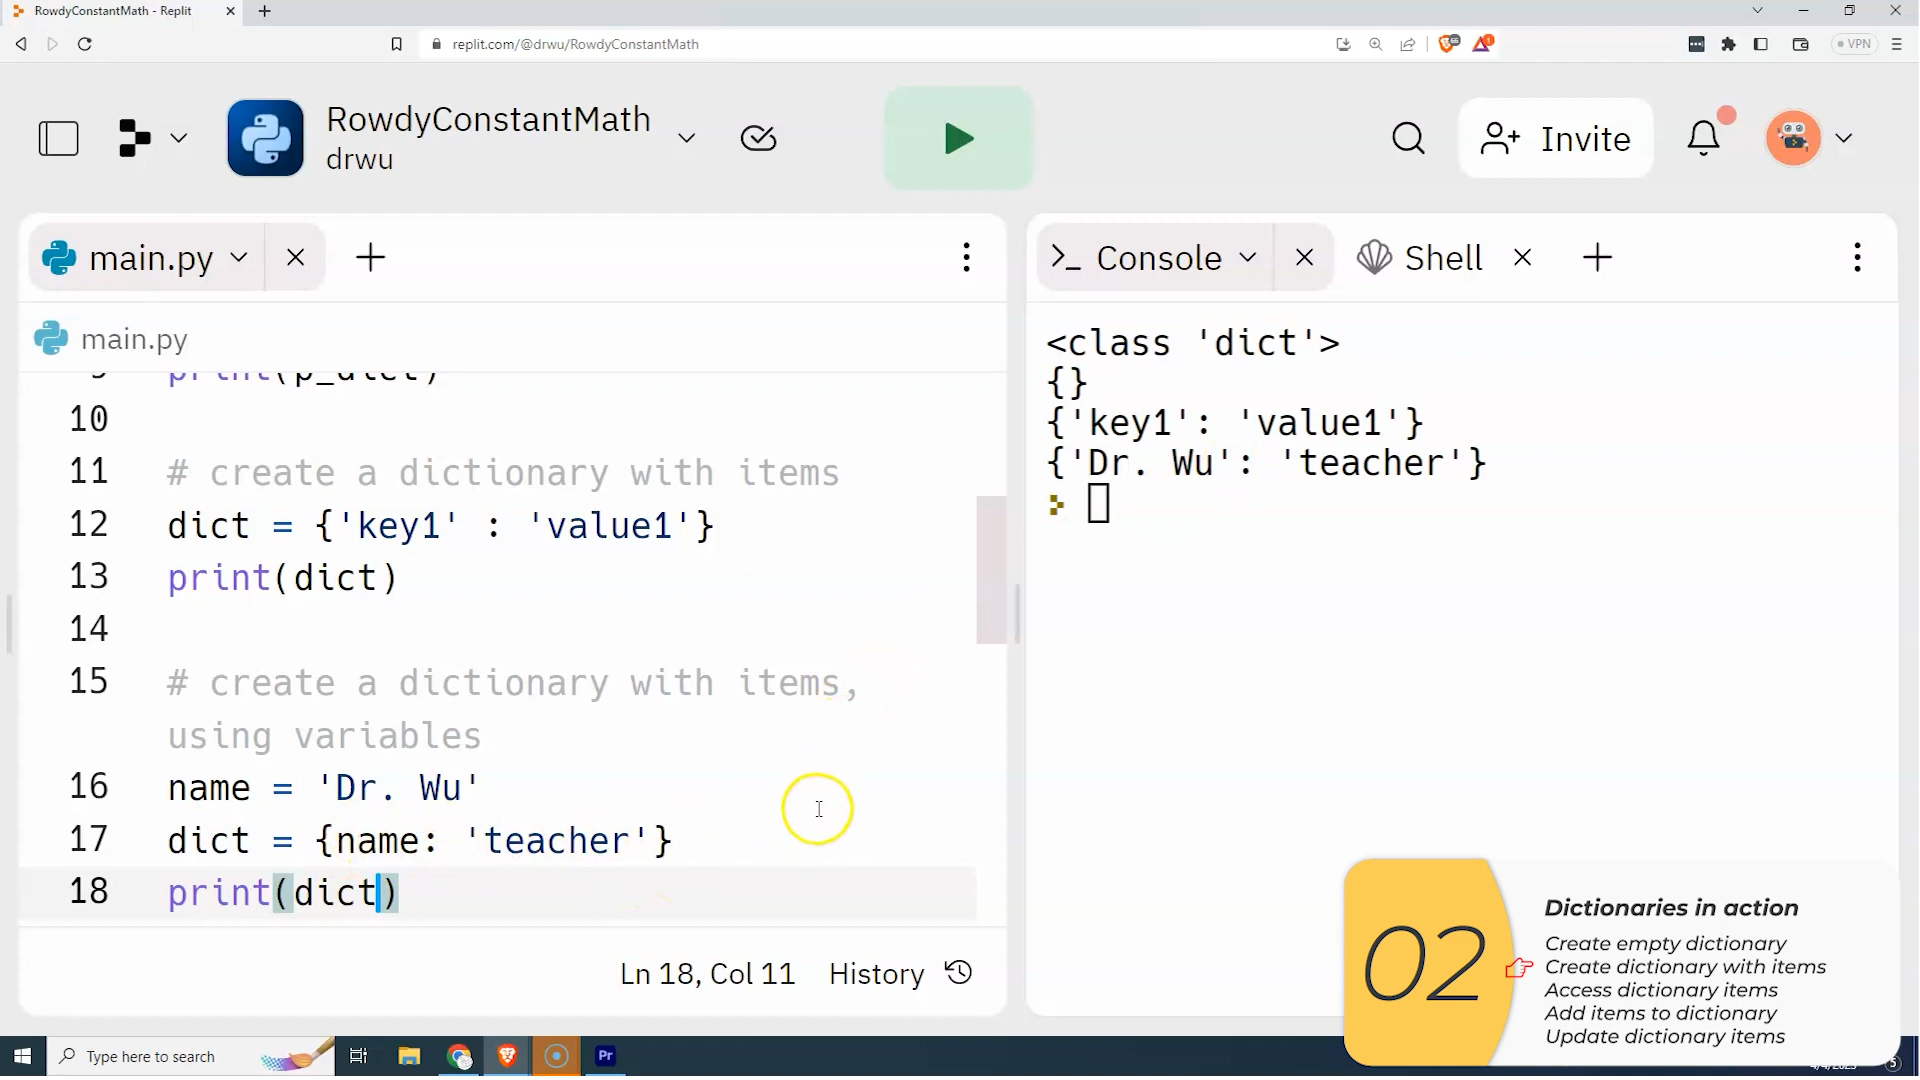 RowdyConstantMath - Replit
replit.com/@drwu/RowdyConstantMath
VPN
RowdyConstantMath
drwu
Invite
main.py
main.py
9 print(p_dict)
10
11 # create a dictionary with items
12 dict = {'key1' : 'value1'}
13 print(dict)
14
15 # create a dictionary with items,
using variables
16 name = 'Dr. Wu'
17 dict = {name: 'teacher'}
18 print(dict)
Ln 18, Col 11 History
Console Shell
<class 'dict'>
{}
{'key1': 'value1'}
{'Dr. Wu': 'teacher'}
02
Dictionaries in action
Create empty dictionary
Create dictionary with items
Access dictionary items
Add items to dictionary
Update dictionary items
Type here to search
Pr